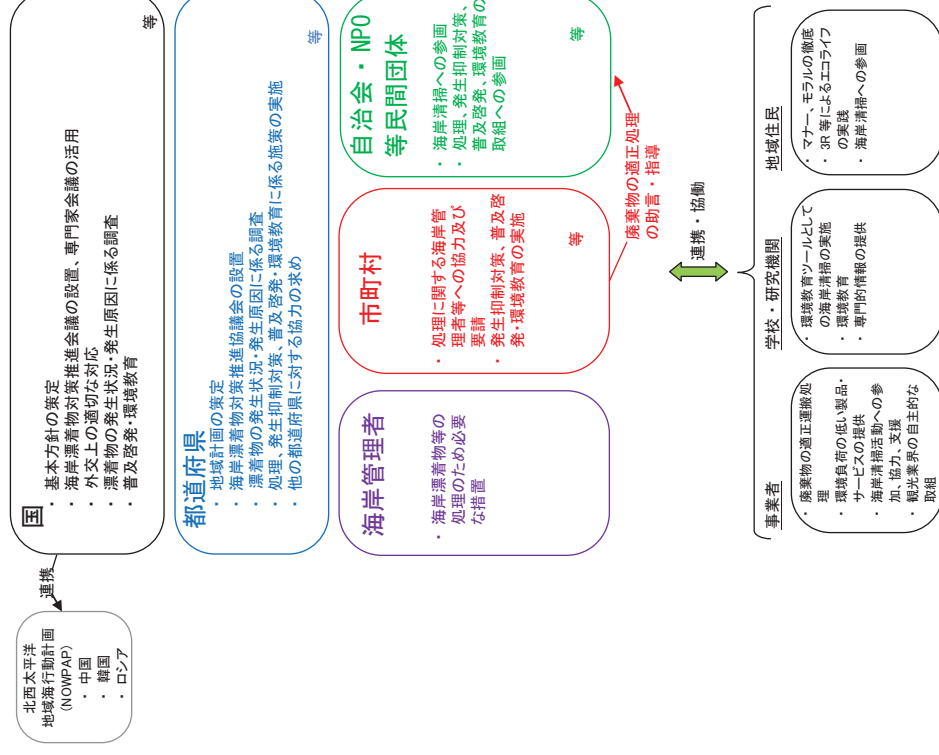 北西太平洋
地域海行動計画
(NOWPAP)
・ 中国
・ 韓国
・ ロシア
連携
国
・ 基本方針の策定
・ 海岸漂着物対策推進会議の設置、専門家会議の活用
・ 外交上の適切な対応
・ 漂着物の発生状況・発生原因に係る調査
・ 普及啓発・環境教育
等
都道府県
・ 地域計画の策定
・ 海岸漂着物対策推進協議会の設置
・ 漂着物の発生状況・発生原因に係る調査
・ 処理、発生抑制対策、普及啓発・環境教育に係る施策の実施
・ 他の都道府県に対する協力の求め
等
海岸管理者
・ 海岸漂着物等の
処理のため必要
な措置
市町村
・ 処理に関する海岸管
理者等への協力及び
要請
・ 発生抑制対策、普及啓
発・環境教育の実施
等
自治会・NPO
等民間団体
・ 海岸清掃への参画
・ 処理、発生抑制対策、
普及啓発、環境教育の
取組への参画
等
廃棄物の適正処理
の助言・指導
連携・協働
事業者
・ 廃棄物の適正運搬処
理
・ 環境負荷の低い製品・
サービスの提供
・ 海岸清掃活動への参
加、協力、支援
・ 観光業界の自主的な
取組
学校・研究機関
・ 環境教育ツールとして
の海岸清掃の実施
・ 環境教育
・ 専門的情報の提供
地域住民
・ マナー、モラルの徹底
・ 3R 等によるエコライフ
の実践
・ 海岸清掃への参画